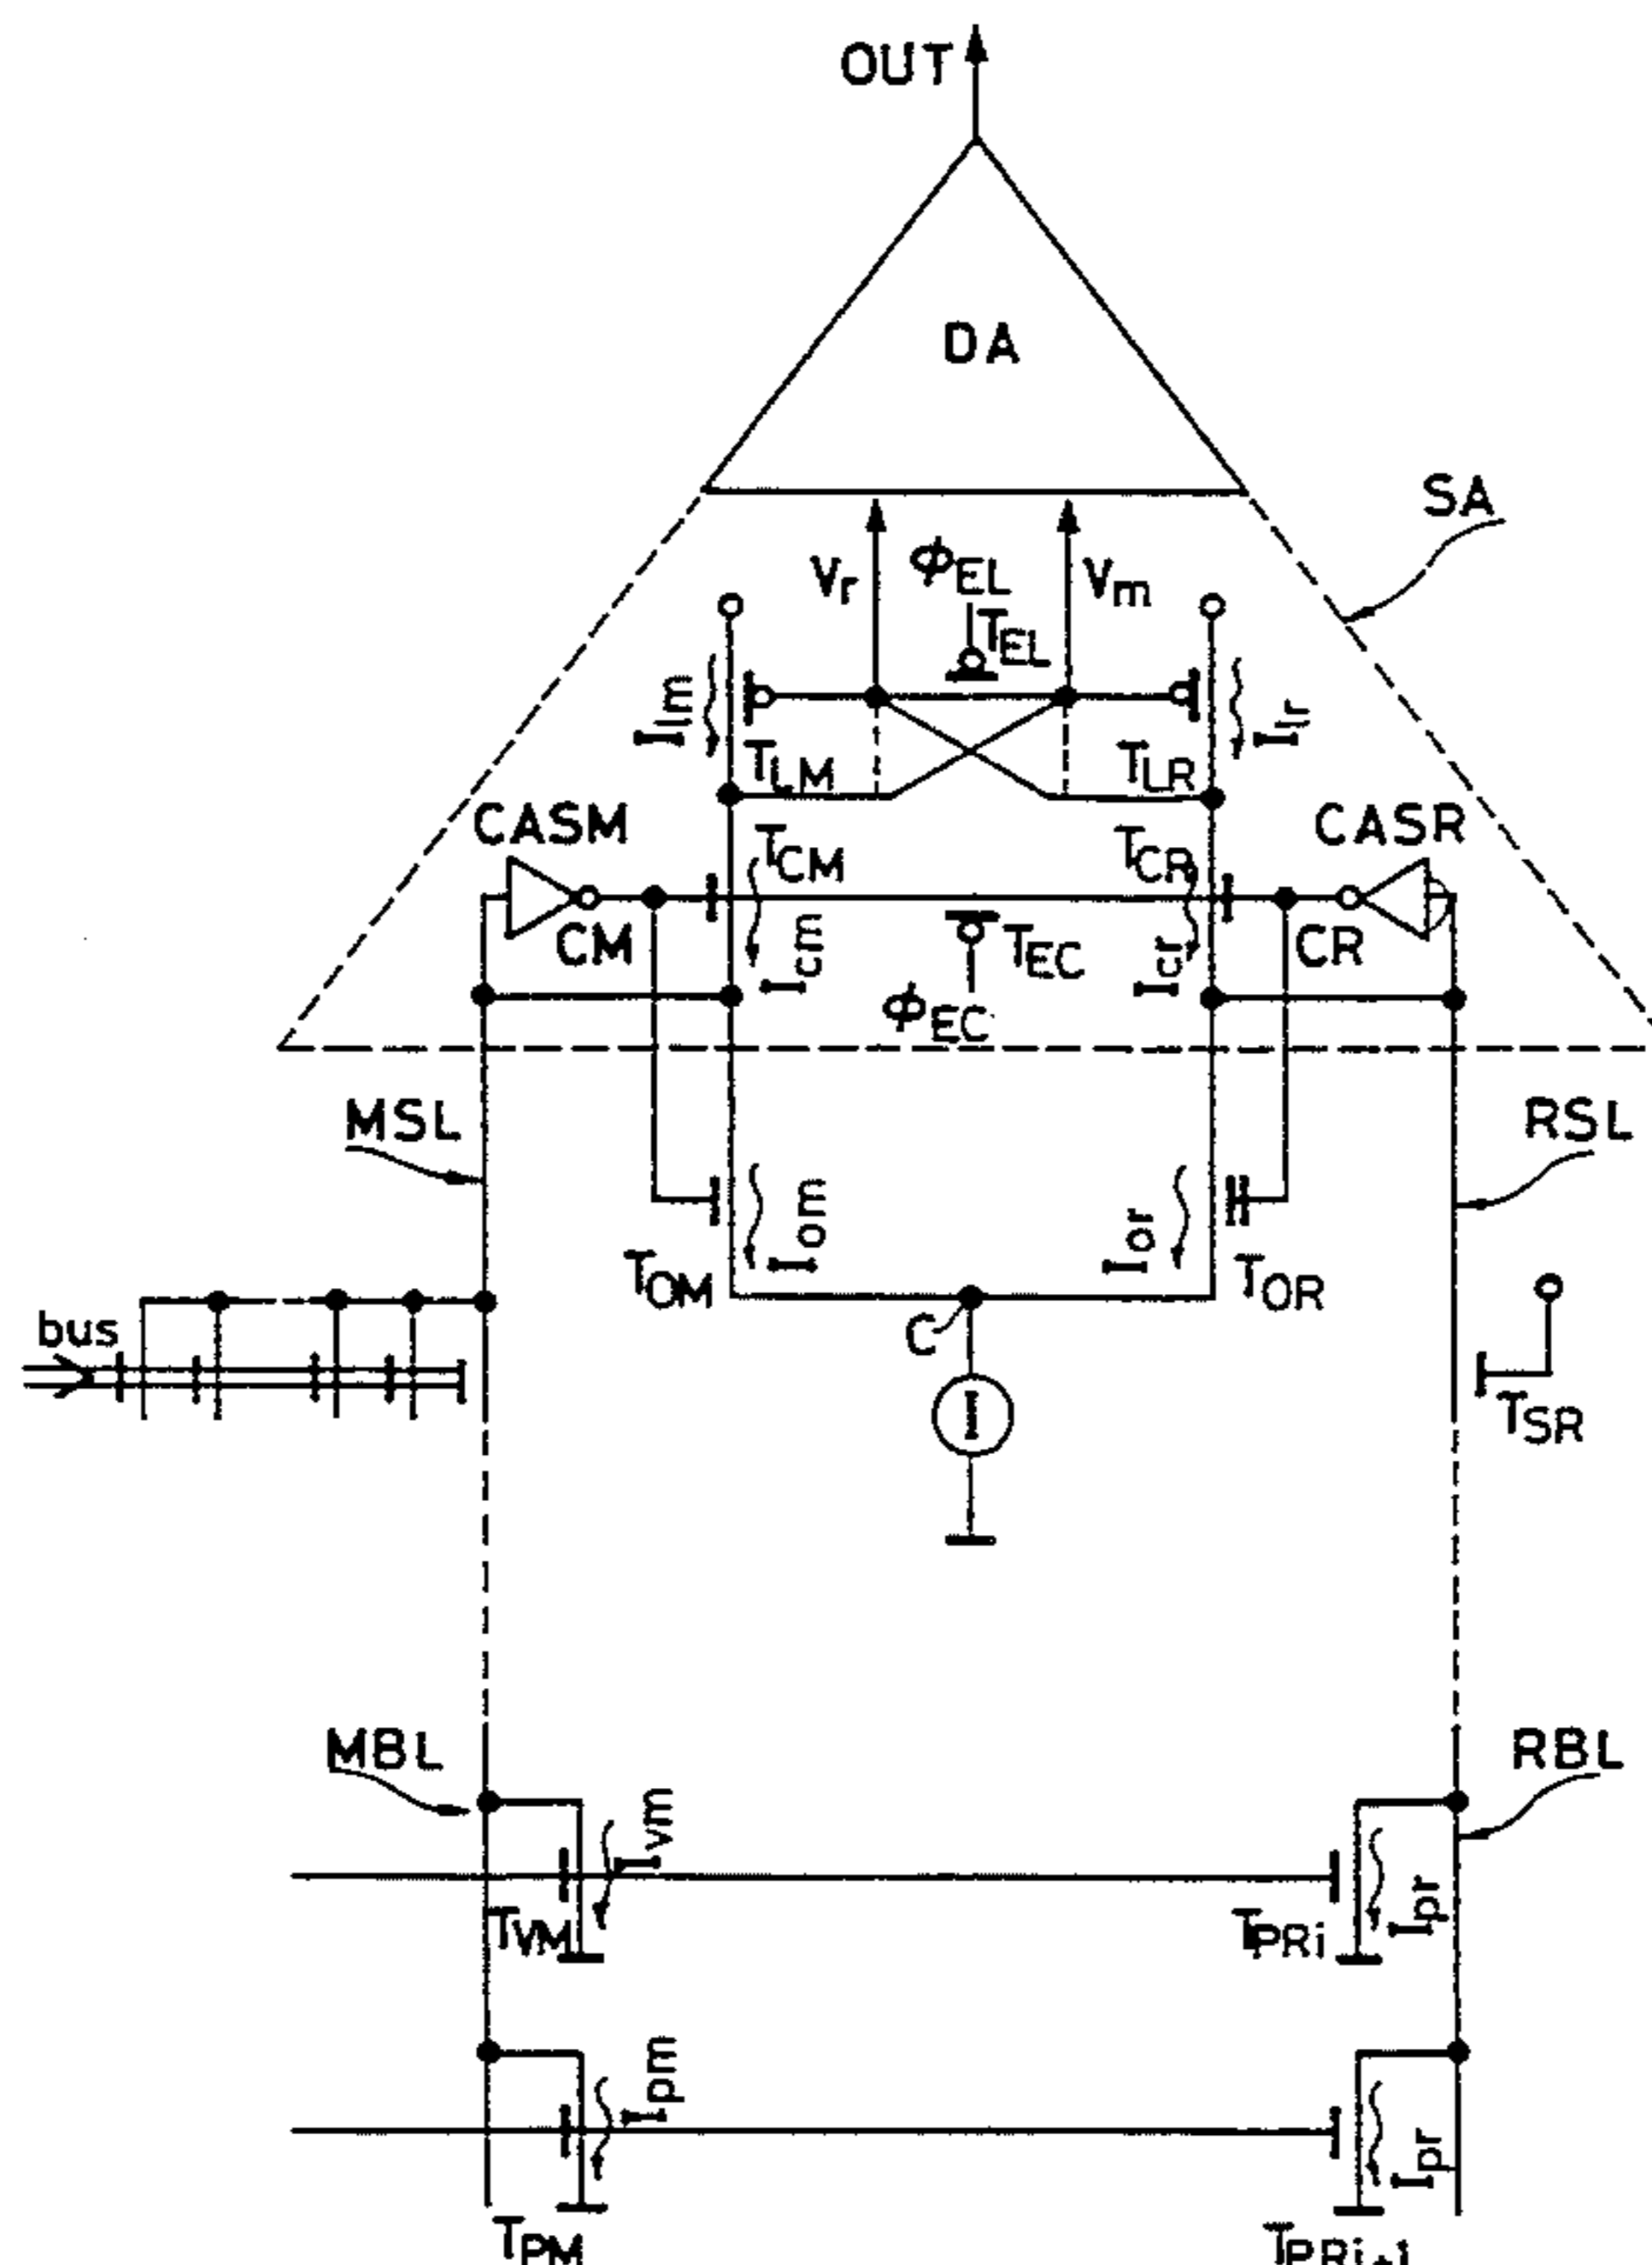 OUT
DA
SA
Vr
ϕEL
Vm
TEL
Ilm
Ilr
TLM
TLR
CASM
CASR
TCM
TCR
CM
CR
TEC
Icm
Icr
ϕEC
MSL
RSL
Iom
Ior
TOM
TOR
bus
C
I
TSR
MBL
RBL
Ivm
Ipr
TVM
TPRi
Ipm
Ipr
TPM
TPRi+1